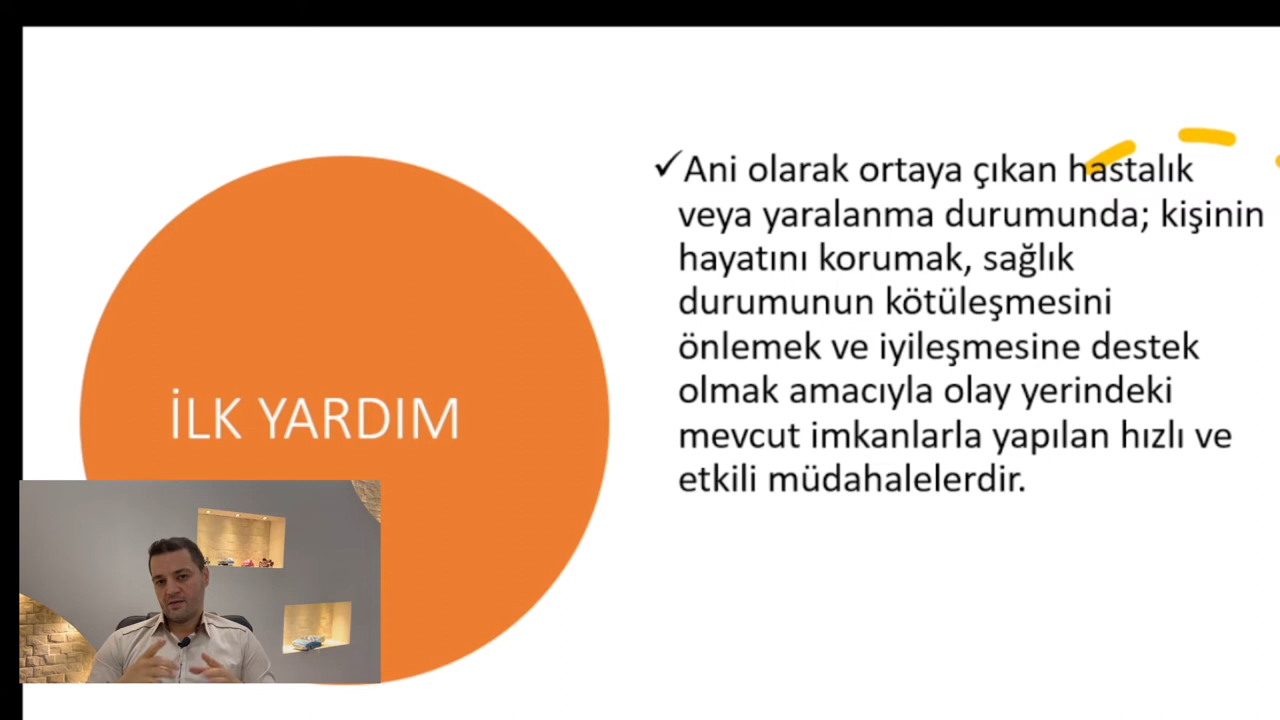 İLK YARDIM
✓Ani olarak ortaya çıkan hastalık
veya yaralanma durumunda; kişinin
hayatını korumak, sağlık
durumunun kötüleşmesini
önlemek ve iyileşmesine destek
olmak amacıyla olay yerindeki
mevcut imkanlarla yapılan hızlı ve
etkili müdahalelerdir.